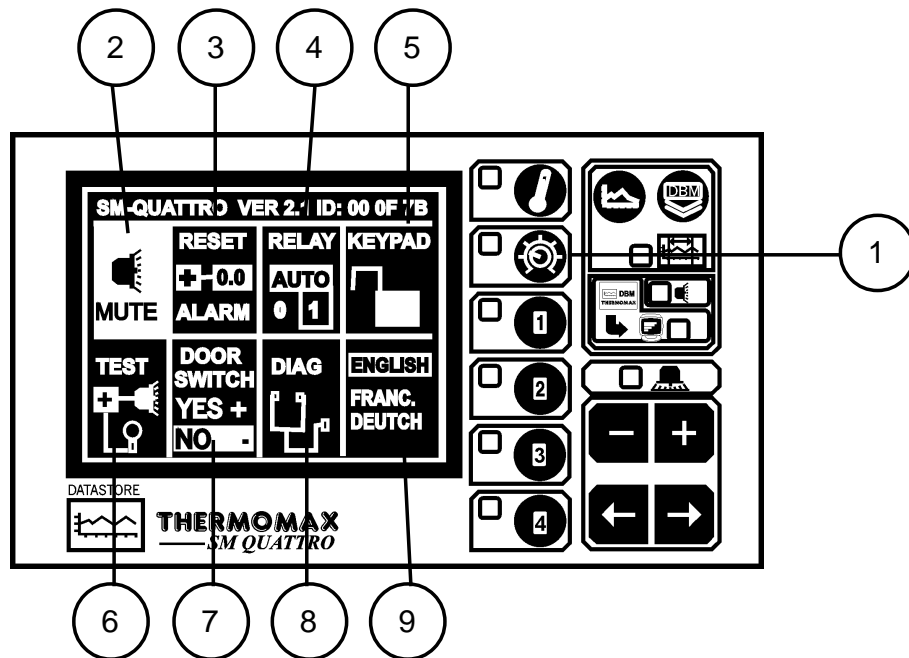 2 3 4 5
SM-QUATTRO VER 2.1 ID: 00 0F 7B
MUTE
RESET
0.0
ALARM
RELAY
AUTO
0 1
KEYPAD
TEST
DOOR
SWITCH
YES +
NO -
DIAG
ENGLISH
FRANC.
DEUTCH
DATASTORE
THERMOMAX
SM QUATTRO
1
2
3
4
DBM
DBM
THERMOMAX
- +
1
6 7 8 9